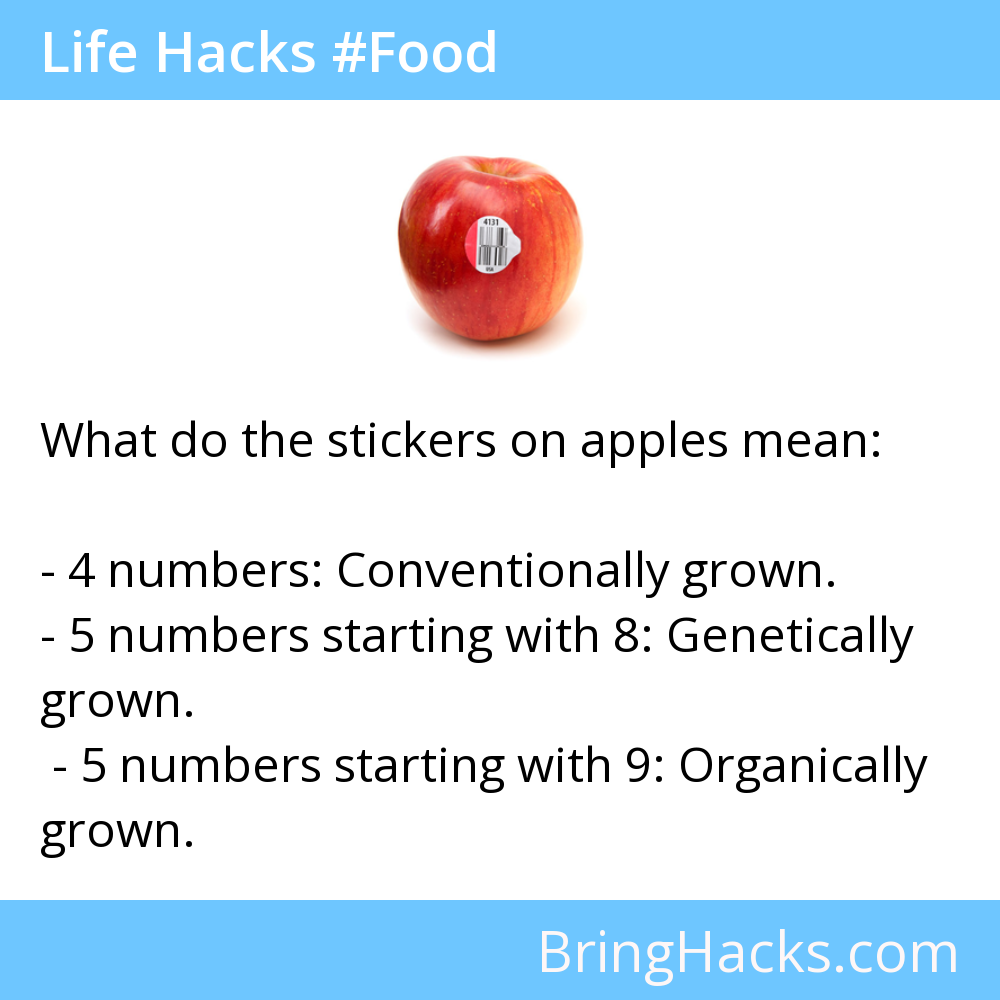 Life Hacks #Food
4131
USA
What do the stickers on apples mean:
- 4 numbers: Conventionally grown.
- 5 numbers starting with 8: Genetically
grown.
- 5 numbers starting with 9: Organically
grown.
BringHacks.com